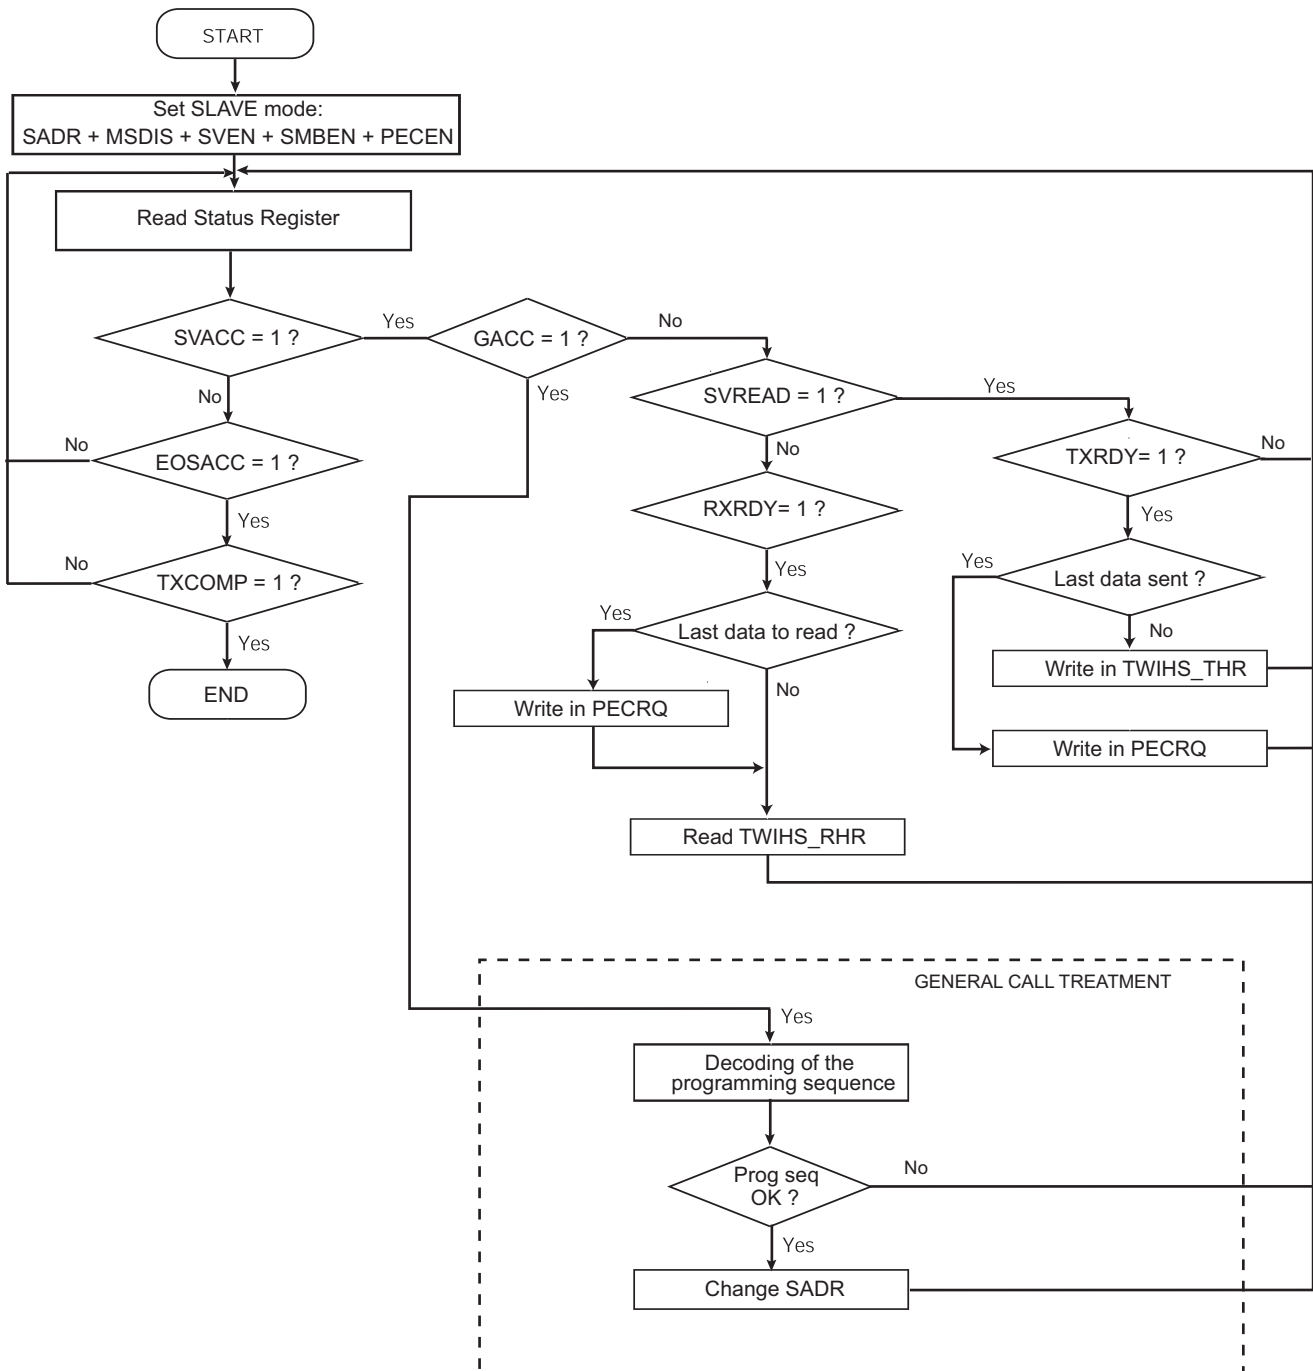 START
Set SLAVE mode:
SADR + MSDIS + SVEN + SMBEN + PECEN
Read Status Register
SVACC = 1 ?
Yes
GACC = 1 ?
No
No
Yes
SVREAD = 1 ?
Yes
No
EOSACC = 1 ?
No
TXRDY= 1 ?
No
Yes
RXRDY= 1 ?
Yes
No
TXCOMP = 1 ?
Yes
Yes
Last data sent ?
Yes
Yes
Last data to read ?
No
END
No
Write in TWIHS_THR
Write in PECRQ
Write in PECRQ
Read TWIHS_RHR
GENERAL CALL TREATMENT
Yes
Decoding of the
programming sequence
Prog seq
OK ?
No
Yes
Change SADR